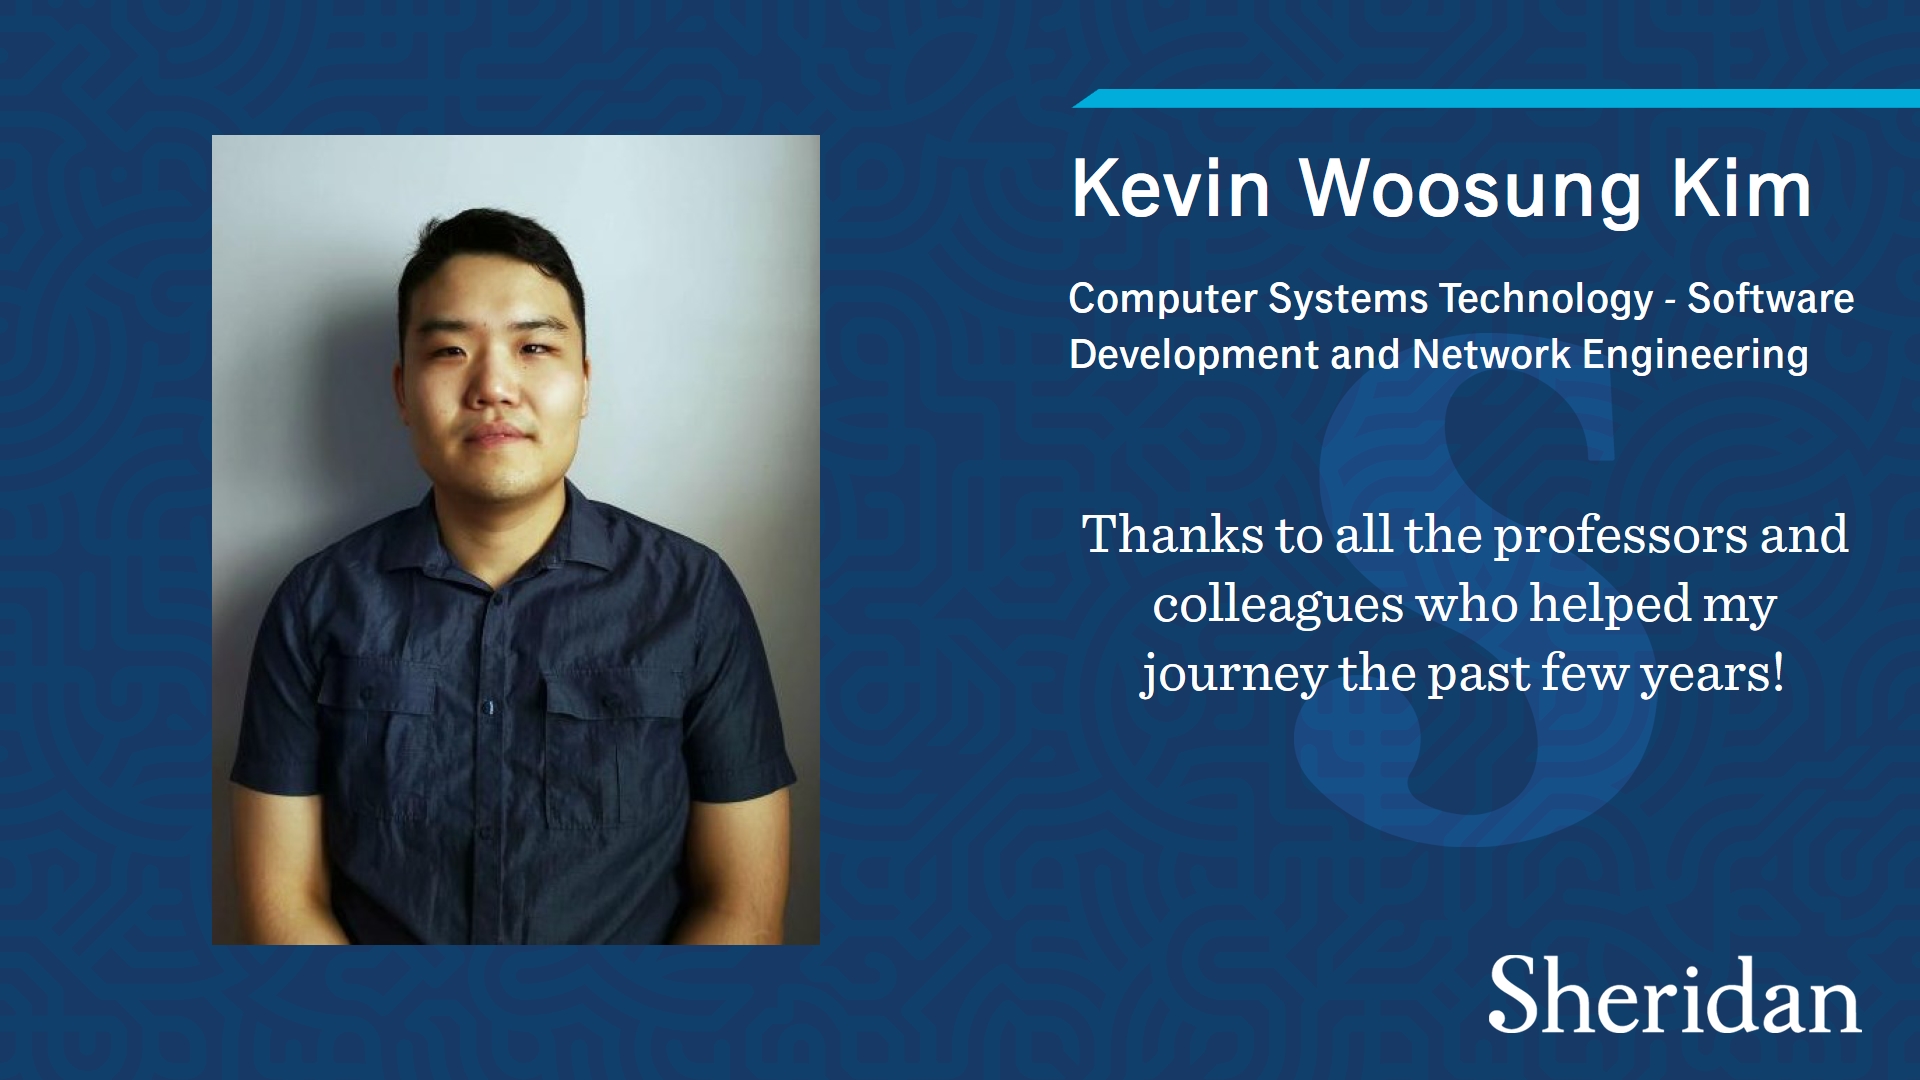 Kevin Woosung Kim
Computer Systems Technology - Software
Development and Network Engineering
Thanks to all the professors and
colleagues who helped my
journey the past few years!
S
Sheridan